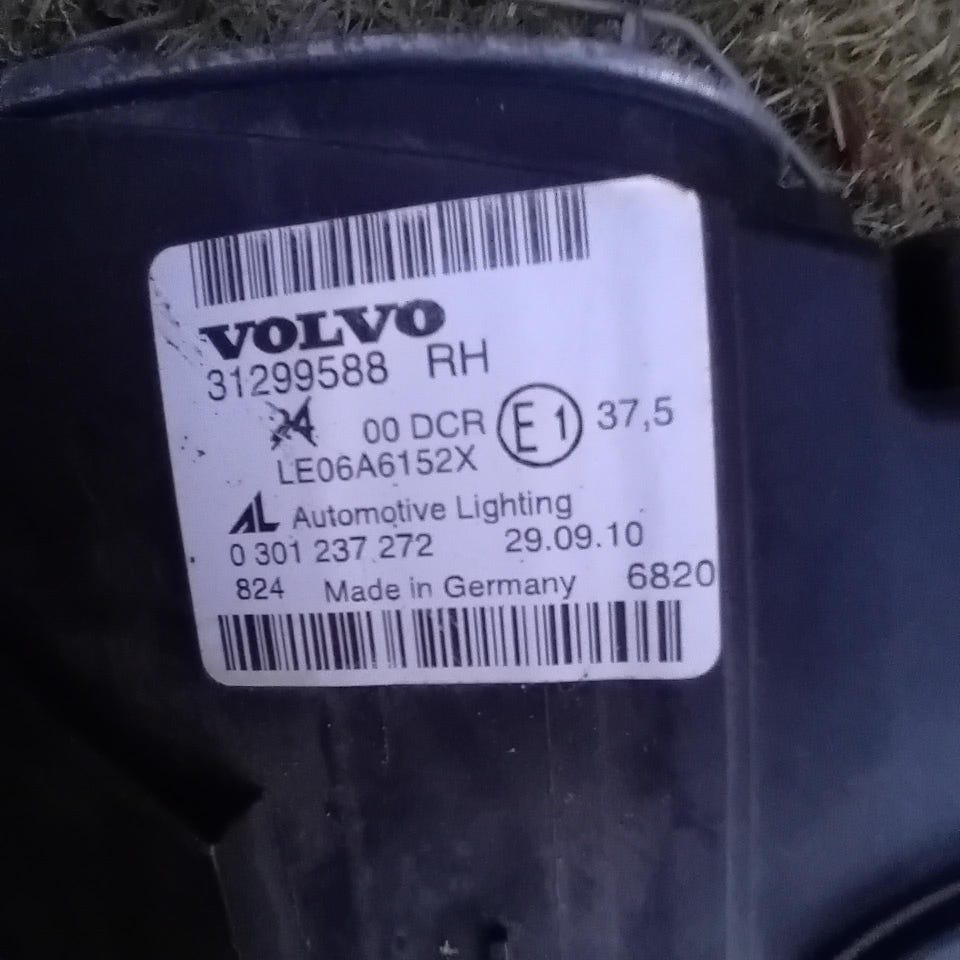 VOLVO
31299588 RH
00 DCR E1 37,5
LE06A6152X
AL Automotive Lighting
0 301 237 272 29.09.10
824 Made in Germany 6820